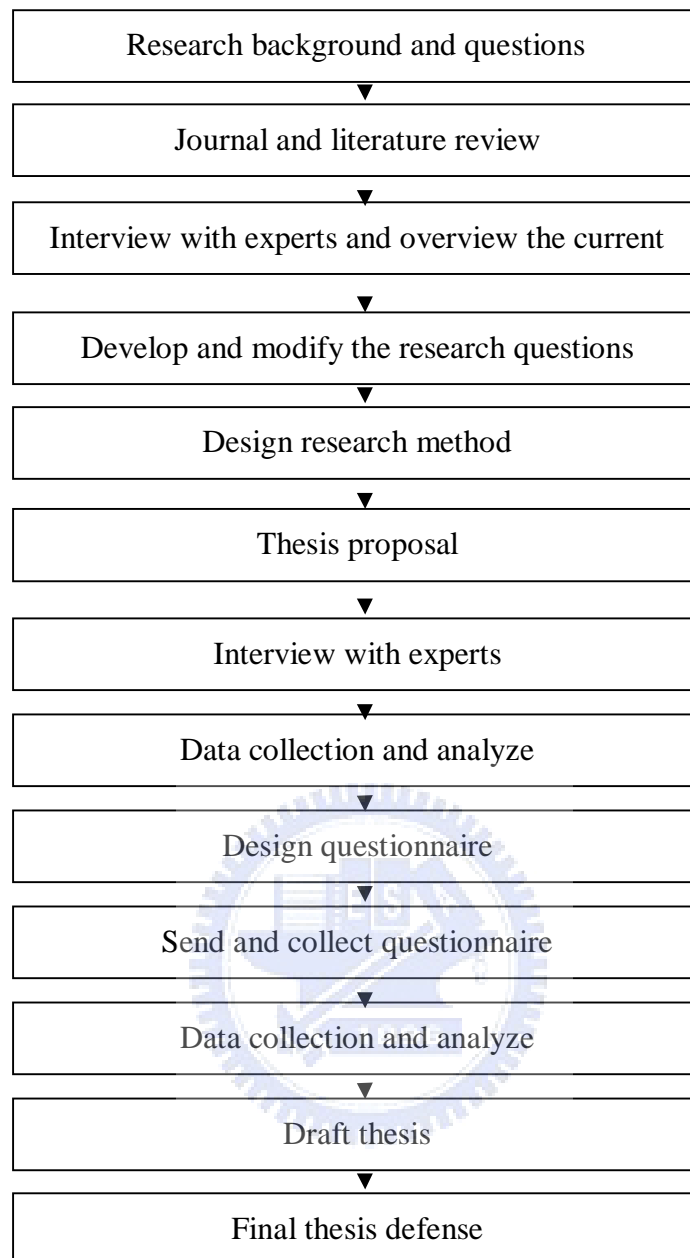 Research background and questions
Journal and literature review
Interview with experts and overview the current
Develop and modify the research questions
Design research method
Thesis proposal
Interview with experts
Data collection and analyze
Design questionnaire
Send and collect questionnaire
Data collection and analyze
Draft thesis
Final thesis defense